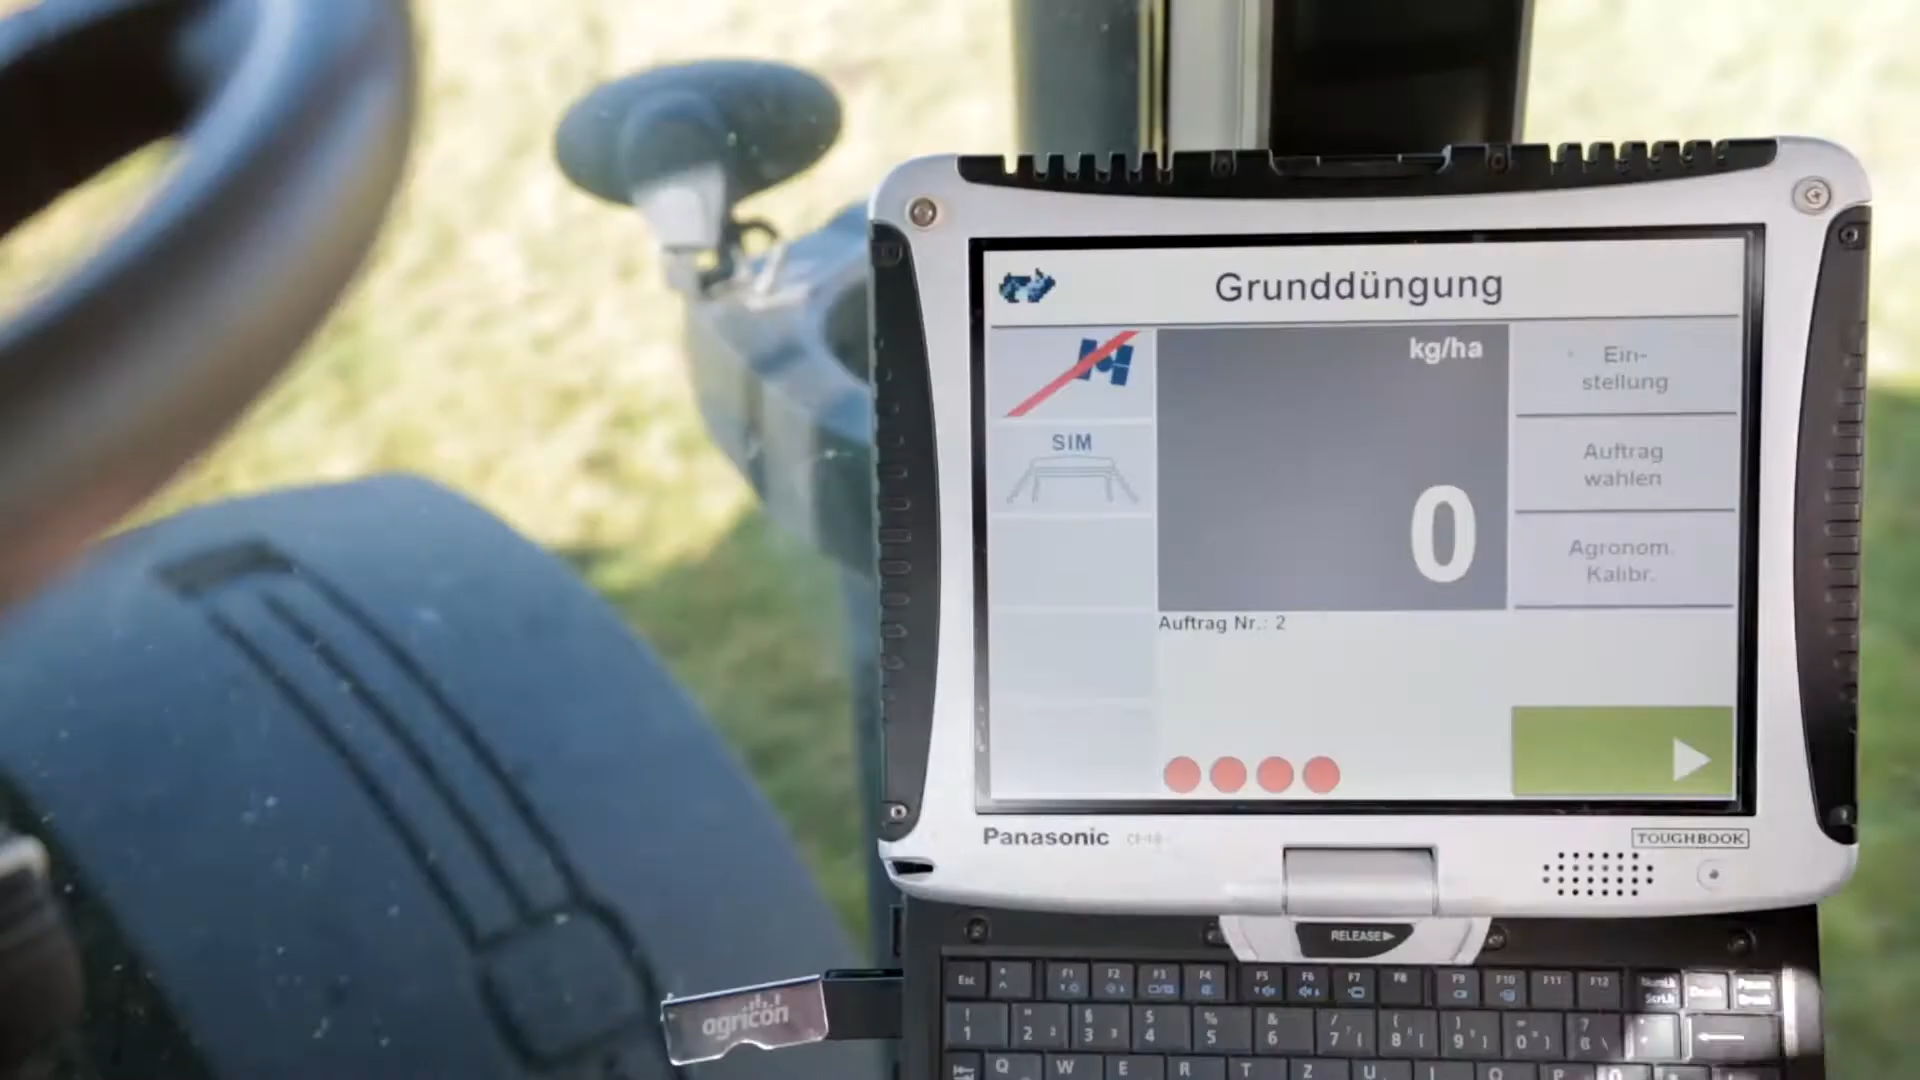 Grunddüngung
kg/ha
Ein-
stellung
SIM
Auftrag
wahlen
0
Agronom.
Kalibr.
Auftrag Nr.: 2
Panasonic
TOUGHBOOK
RELEASE
agricon
Esc F1 F2 F3 F4 F5 F6 F7 F8 F9 F10 F11 F12
! " § $ % & / ( ) =
1 2 3 4 5 6 7 8 9 0
Q W E R T Z U I O P